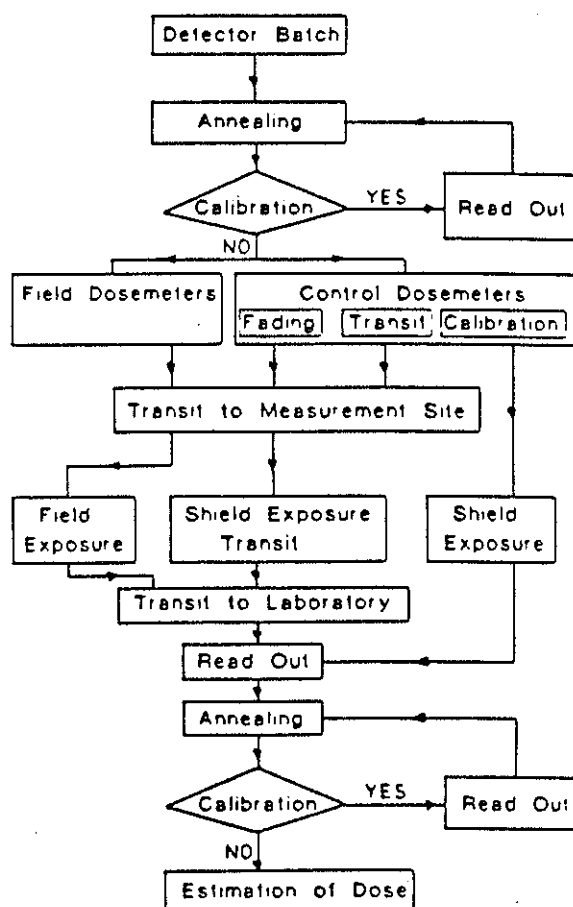 Detector Batch
Annealing
Calibration
YES
Read Out
NO
Field Dosemeters
Control Dosemeters
Fading
Transit
Calibration
Transit to Measurement Site
Field
Exposure
Shield Exposure
Transit
Shield
Exposure
Transit to Laboratory
Read Out
Annealing
Calibration
YES
Read Out
NO
Estimation of Dose